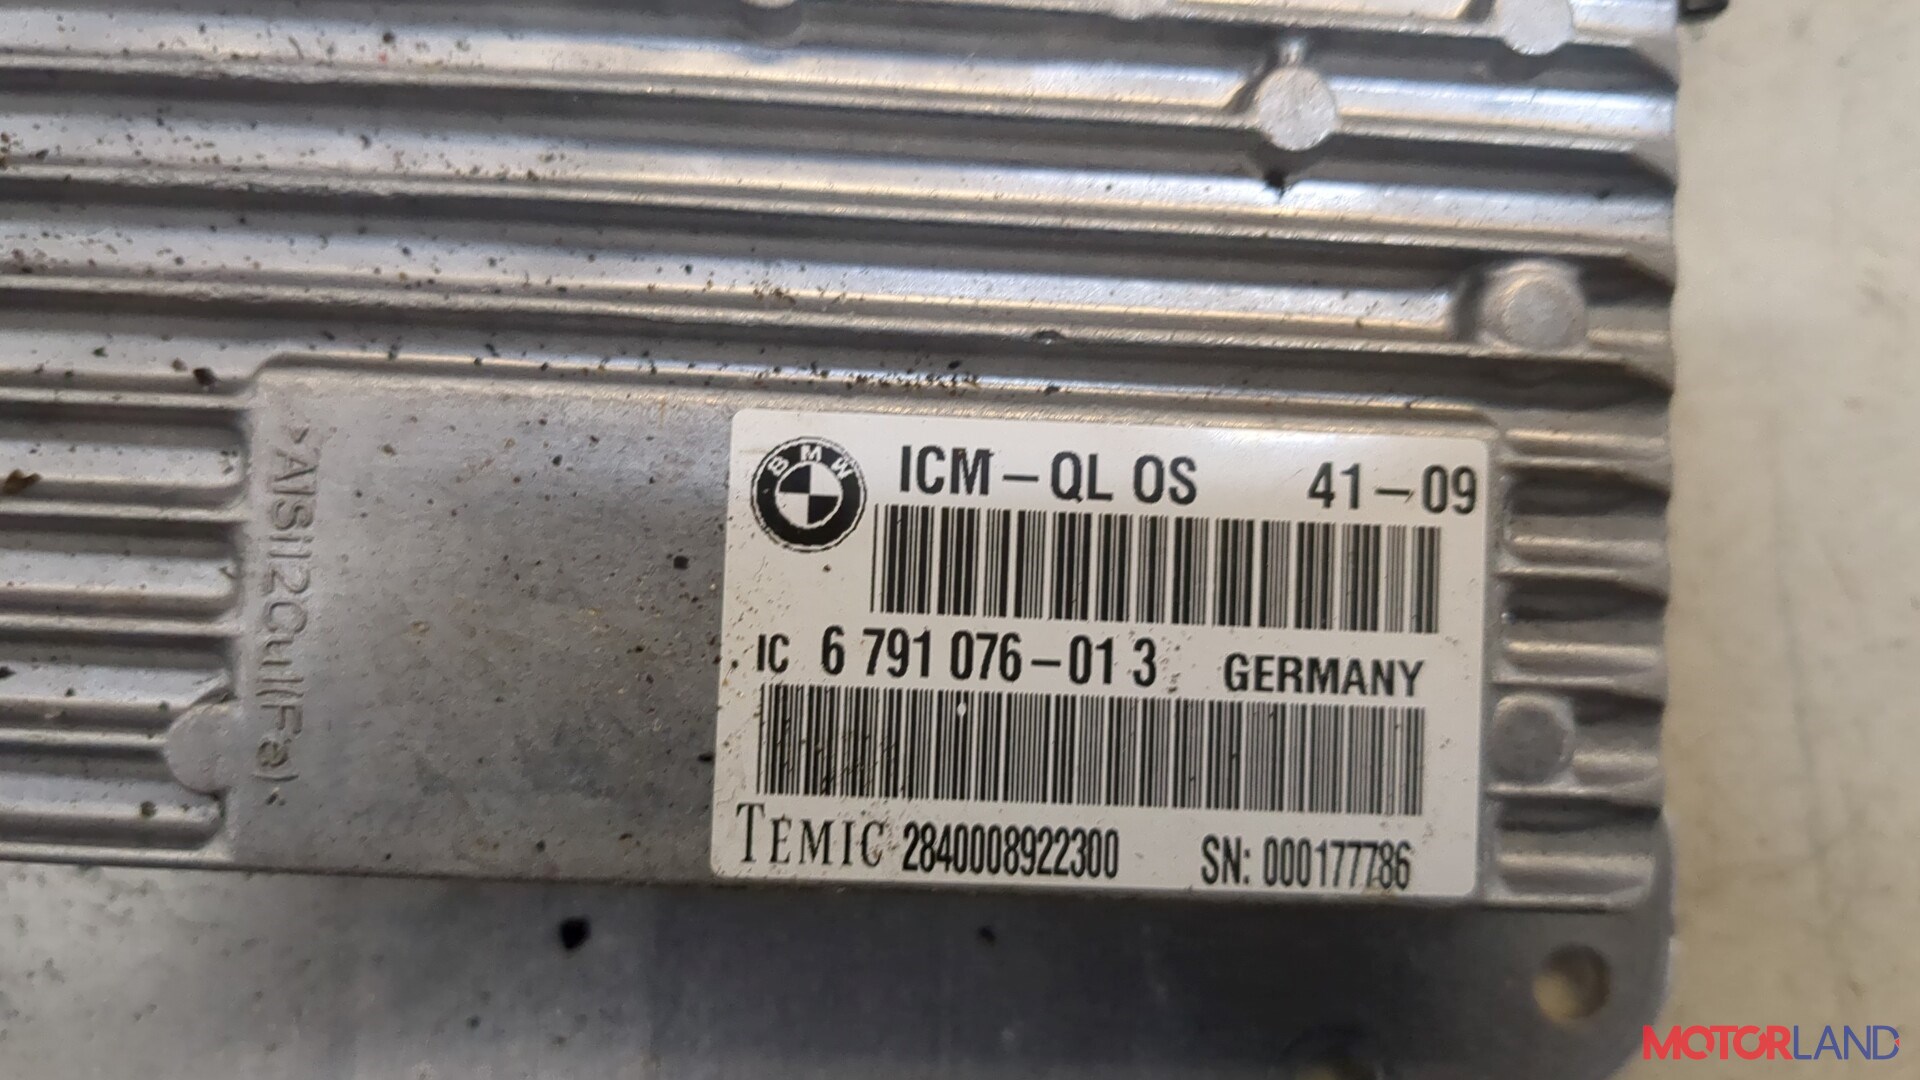 >AlSi12Cu1(Fe)<
BMW
ICM-QL OS 41-09
IC 6 791 076-01 3 GERMANY
TEMIC 2840008922300 SN: 000177786
MOTORLAND